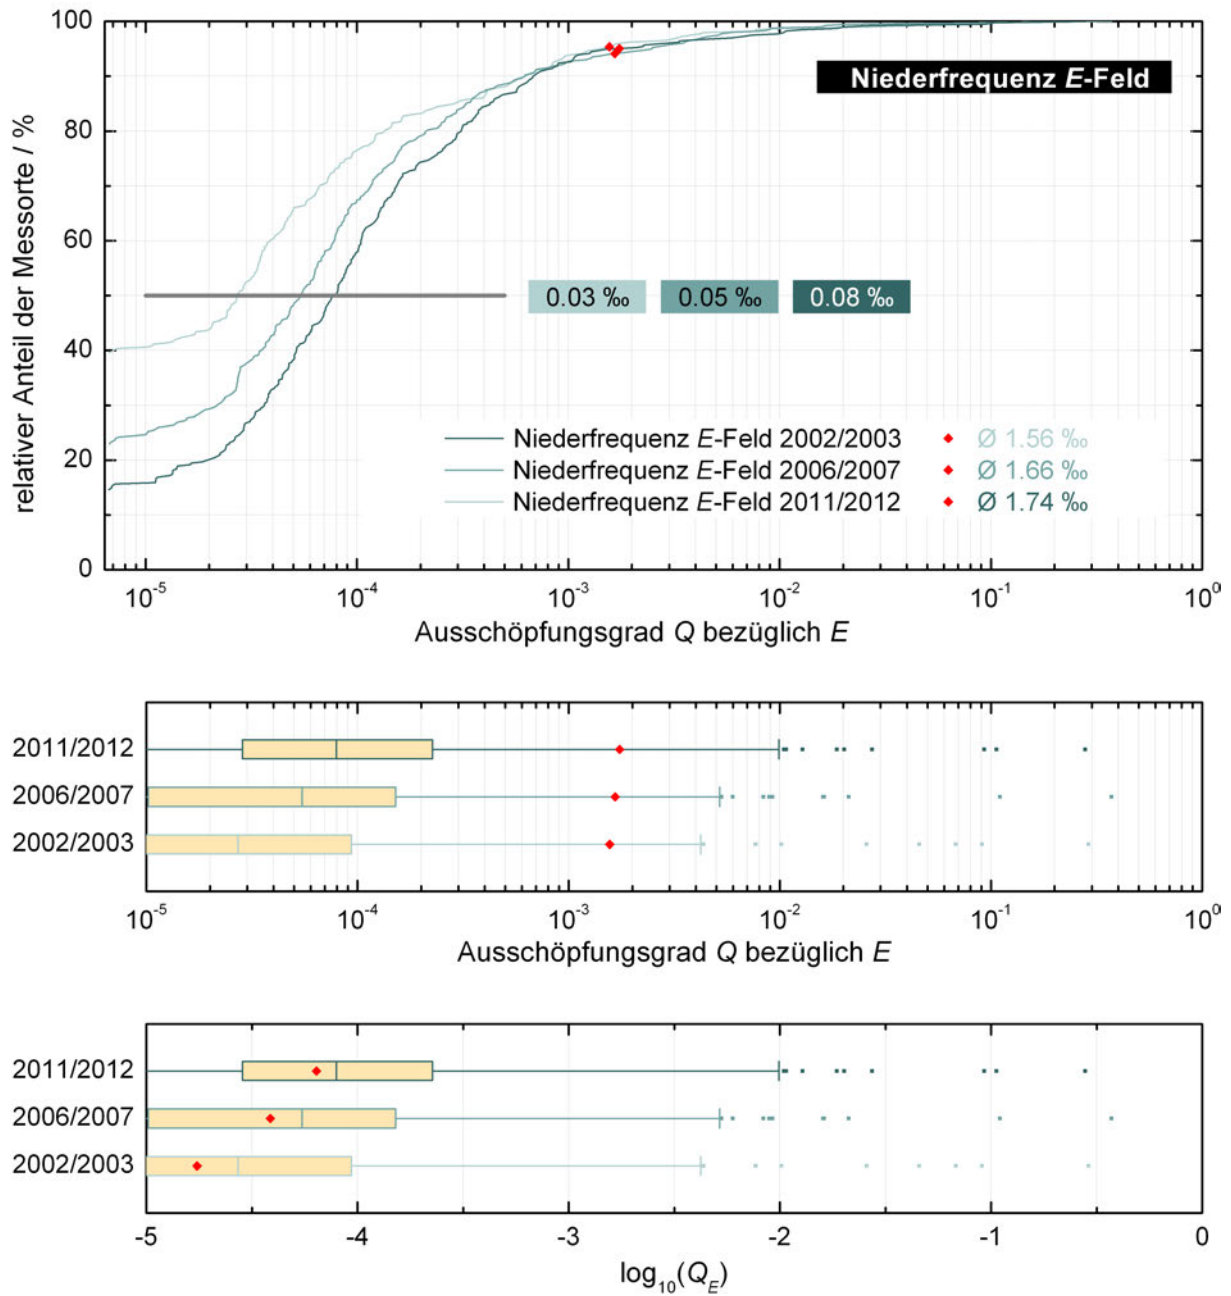 100
80
60
40
20
0
relativer Anteil der Messorte / %
Niederfrequenz E-Feld
0.03 ‰ 0.05 ‰ 0.08 ‰
Niederfrequenz E-Feld 2002/2003 Ø 1.56 ‰
Niederfrequenz E-Feld 2006/2007 Ø 1.66 ‰
Niederfrequenz E-Feld 2011/2012 Ø 1.74 ‰
10⁻⁵ 10⁻⁴ 10⁻³ 10⁻² 10⁻¹ 10⁰
Ausschöpfungsgrad Q bezüglich E
2011/2012
2006/2007
2002/2003
10⁻⁵ 10⁻⁴ 10⁻³ 10⁻² 10⁻¹ 10⁰
Ausschöpfungsgrad Q bezüglich E
2011/2012
2006/2007
2002/2003
-5 -4 -3 -2 -1 0
log₁₀(Q_E)